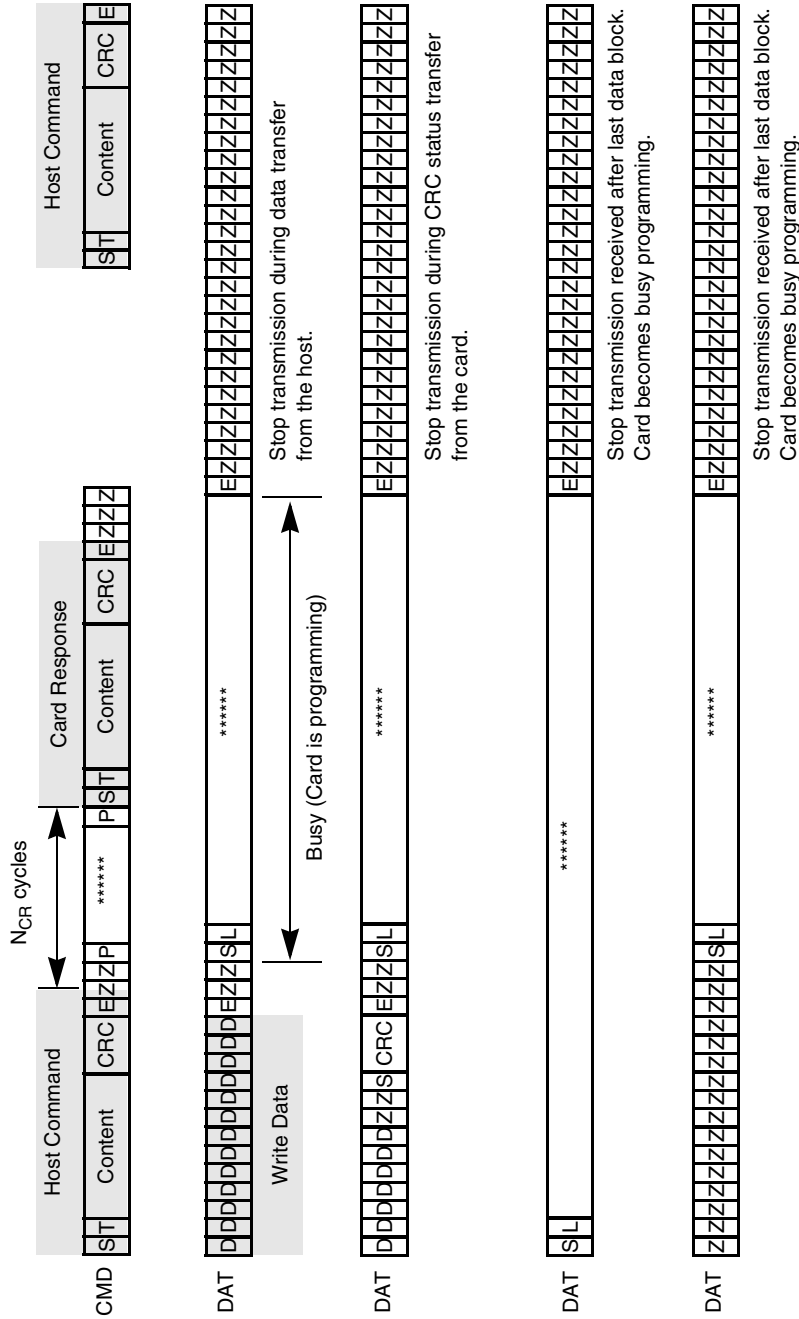 N_CR cycles
Host Command
Card Response
Host Command
CMD S T Content CRC E Z Z P ****** P S T Content CRC E Z Z Z S T Content CRC E
DAT D D D D D D D D D D D D D E Z Z S L ****** E Z Z Z Z Z Z Z Z Z Z Z Z Z Z Z Z Z Z Z Z Z Z Z Z Z Z
Write Data
Busy (Card is programming)
Stop transmission during data transfer
from the host.
DAT D D D D D D D Z Z S CRC E Z Z S L ****** E Z Z Z Z Z Z Z Z Z Z Z Z Z Z Z Z Z Z Z Z Z Z Z Z Z Z
Stop transmission during CRC status transfer
from the card.
DAT S L ****** E Z Z Z Z Z Z Z Z Z Z Z Z Z Z Z Z Z Z Z Z Z Z Z Z Z Z
Stop transmission received after last data block.
Card becomes busy programming.
DAT Z Z Z Z Z Z Z Z Z Z Z Z Z Z Z Z S L ****** E Z Z Z Z Z Z Z Z Z Z Z Z Z Z Z Z Z Z Z Z Z Z Z Z Z Z
Stop transmission received after last data block.
Card becomes busy programming.